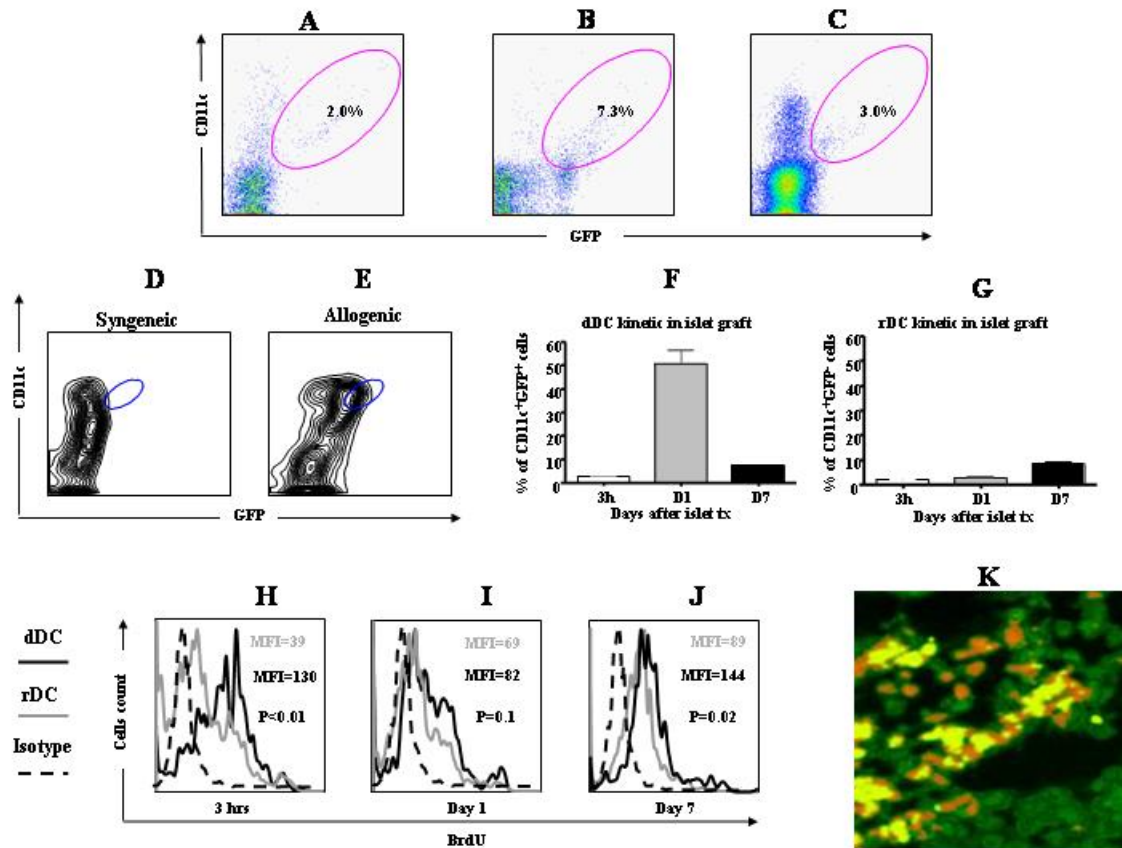 A
B
C
CD11c
2.0%
7.3%
3.0%
GFP
D
E
F
G
Syngeneic
Allogenic
dDC kinetic in islet graft
rDC kinetic in islet graft
CD11c
% of CD11c+GFP+ cells
60
50
40
30
20
10
0
3h
D1
D7
Days after islet tx
% of CD11c+GFP- cells
60
50
40
30
20
10
0
3h
D1
D7
Days after islet tx
GFP
H
I
J
K
dDC
rDC
Isotype
Cells count
MFI=39
MFI=130
P<0.01
3 hrs
MFI=69
MFI=82
P=0.1
Day 1
MFI=89
MFI=144
P=0.02
Day 7
BrdU